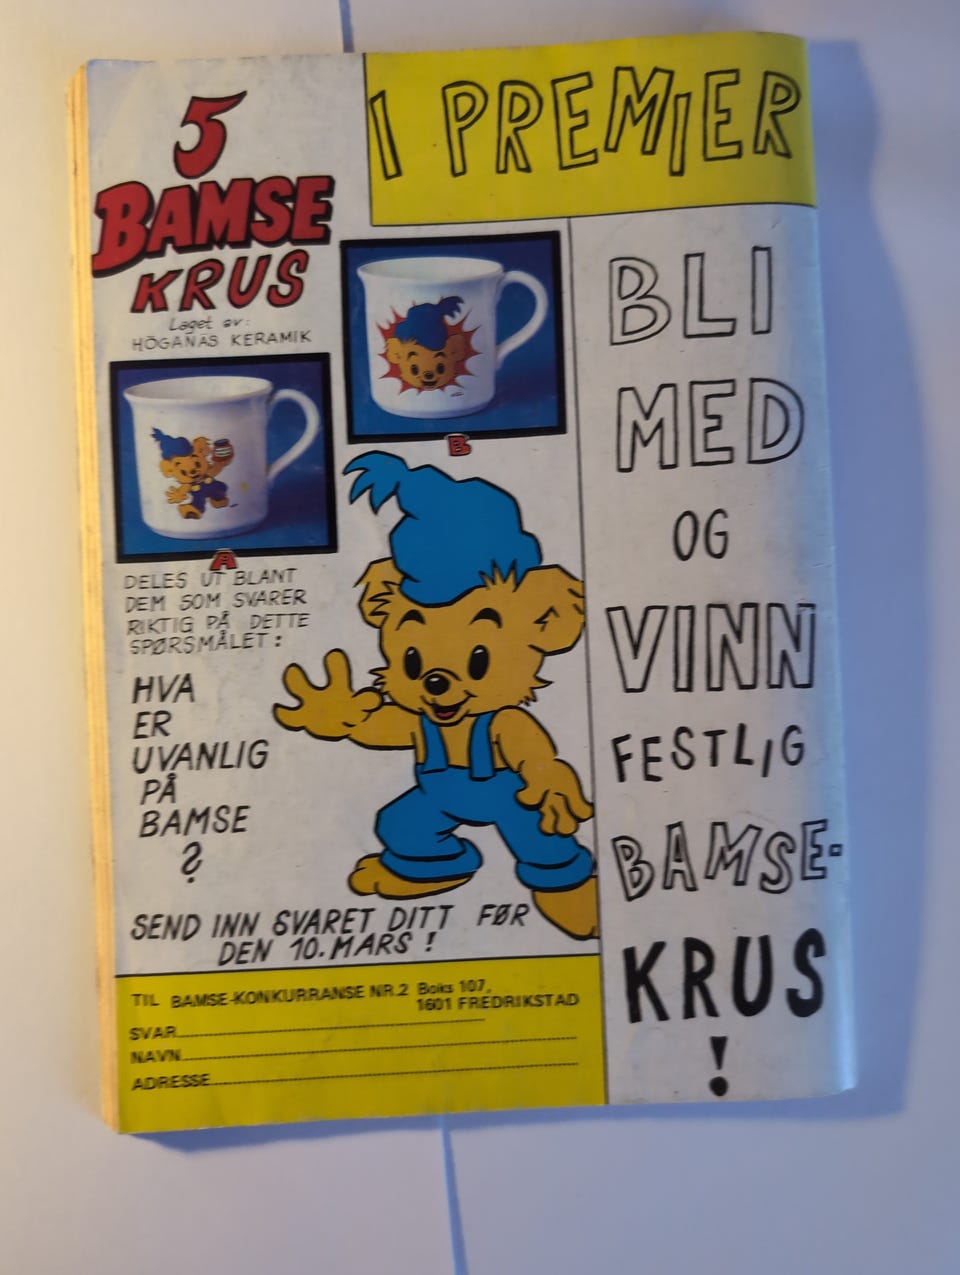 5
BAMSE
KRUS
Laget av:
HÖGANAS KERAMIK
I PREMIER
A
B
DELES UT BLANT
DEM SOM SVARER
RIKTIG PÅ DETTE
SPØRSMÅLET:
HVA
ER
UVANLIG
PÅ
BAMSE
?
SEND INN SVARET DITT FØR
DEN 10. MARS!
TIL BAMSE-KONKURRANSE NR.2 Boks 107,
1601 FREDRIKSTAD
SVAR
NAVN
ADRESSE
BLI
MED
OG
VINN
FESTLIG
BAMSE-
KRUS
!